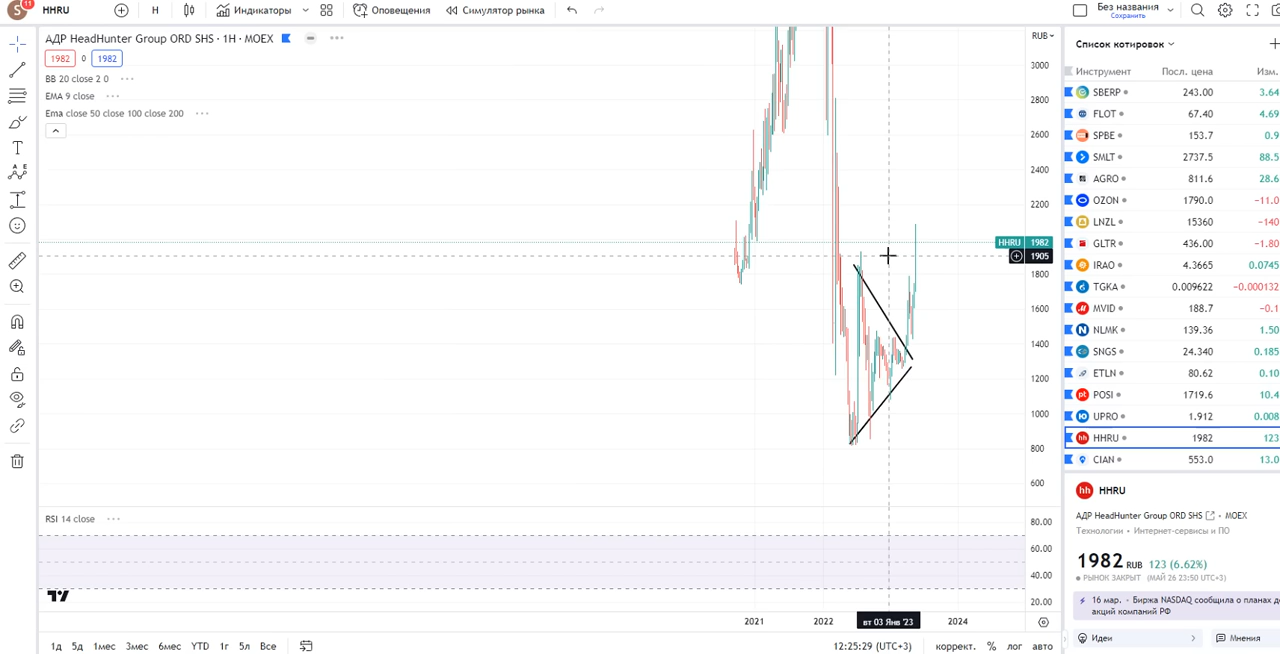 S 11 HHRU Н Индикаторы Оповещения Симулятор рынка Без названия
Сохранить
АДР HeadHunter Group ORD SHS · 1Н · MOEX
1982 0 1982
BB 20 close 2 0
EMA 9 close
Ema close 50 close 100 close 200
RUB
3000
2800
2600
2400
2200
HHRU 1982
1905
1800
1600
1400
1200
1000
800
600
RSI 14 close
80.00
60.00
40.00
20.00
2021 2022 вт 03 Янв '23 2024
1д 5д 1мес 3мес 6мес YTD 1г 5л Все 12:25:29 (UTC+3) коррект. % лог авто
Список котировок
Инструмент Посл. цена Изм.
SBERP 243.00 3.64
FLOT 67.40 4.69
SPBE 153.7 0.9
SMLT 2737.5 88.5
AGRO 811.6 28.6
OZON 1790.0 -11.0
LNZL 15360 -140
GLTR 436.00 -1.80
IRAO 4.3665 0.0745
TGKA 0.009622 -0.000132
MVID 188.7 -0.1
NLMK 139.36 1.50
SNGS 24.340 0.185
ETLN 80.62 0.10
POSI 1719.6 10.4
UPRO 1.912 0.008
HHRU 1982 123
CIAN 553.0 13.0
hh HHRU
АДР HeadHunter Group ORD SHS · MOEX
Технологии · Интернет-сервисы и ПО
1982 RUB 123 (6.62%)
РЫНОК ЗАКРЫТ (МАЙ 26 23:50 UTC+3)
16 мар. · Биржа NASDAQ сообщила о планах
акций компаний РФ
Идеи Мнения